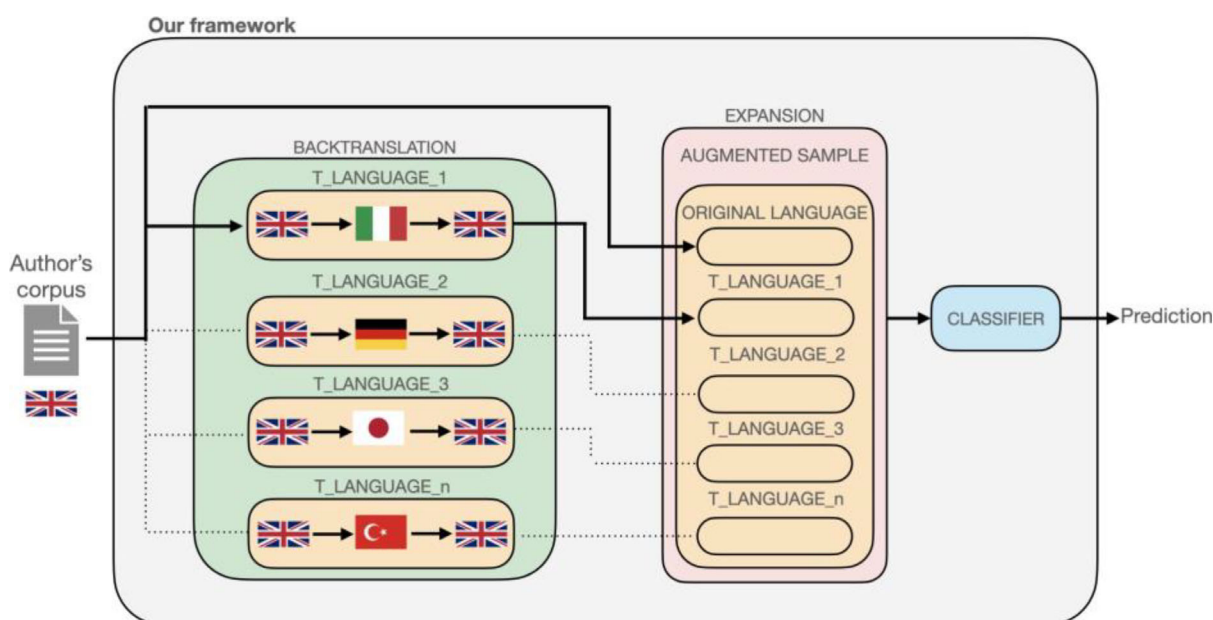 Our framework
BACKTRANSLATION
T_LANGUAGE_1
T_LANGUAGE_2
T_LANGUAGE_3
T_LANGUAGE_n
Author's
corpus
EXPANSION
AUGMENTED SAMPLE
ORIGINAL LANGUAGE
T_LANGUAGE_1
T_LANGUAGE_2
T_LANGUAGE_3
T_LANGUAGE_n
CLASSIFIER
Prediction